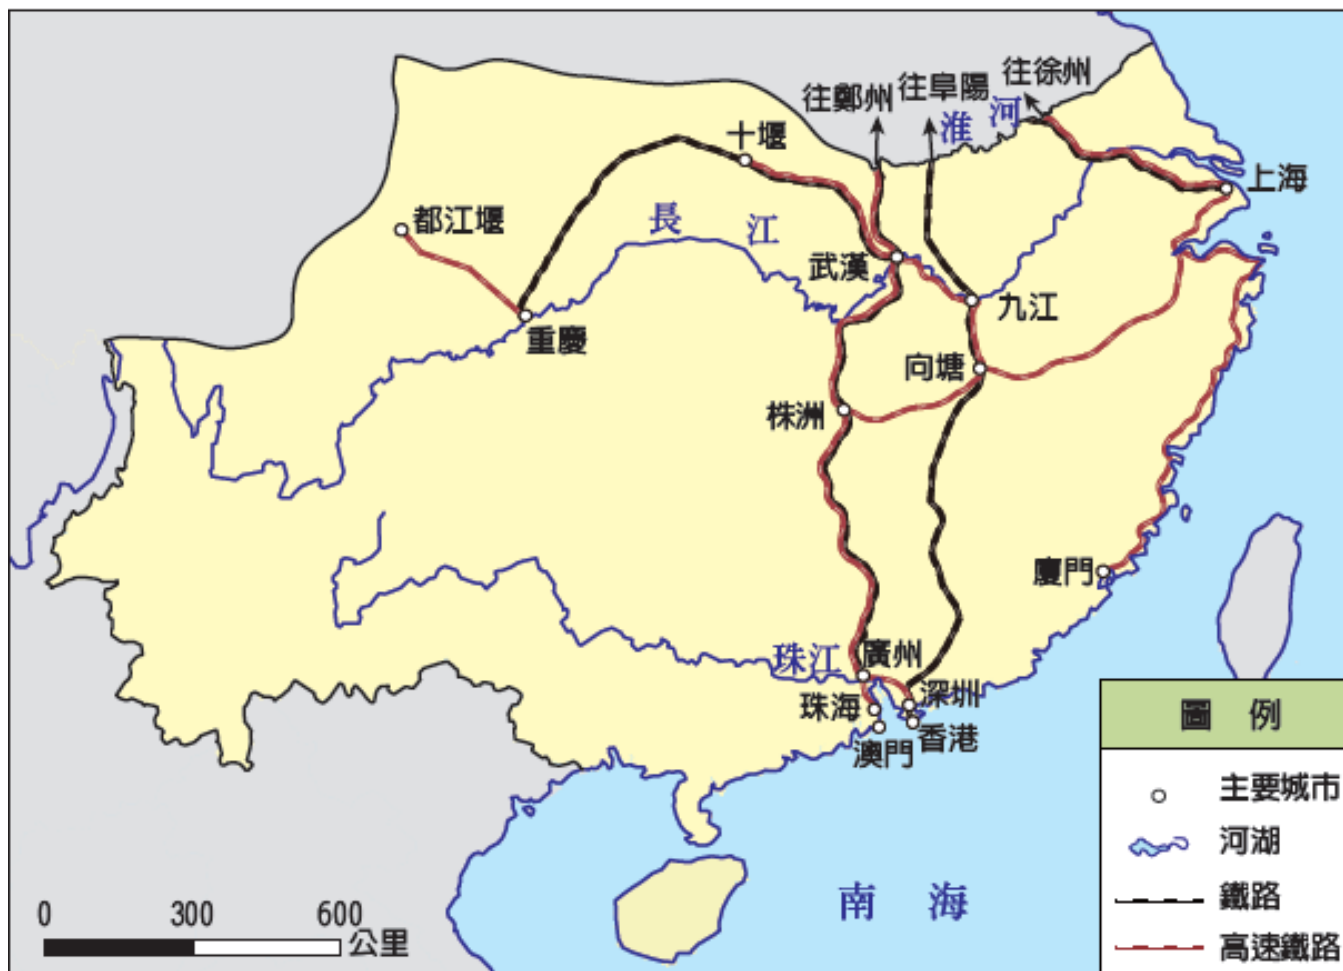 往徐州
往鄭州
往阜陽
淮河
十堰
上海
都江堰
長江
武漢
九江
重慶
向塘
株洲
廈門
珠江
廣州
珠海
深圳
澳門
香港
圖例
主要城市
河湖
鐵路
高速鐵路
南海
0 300 600
公里